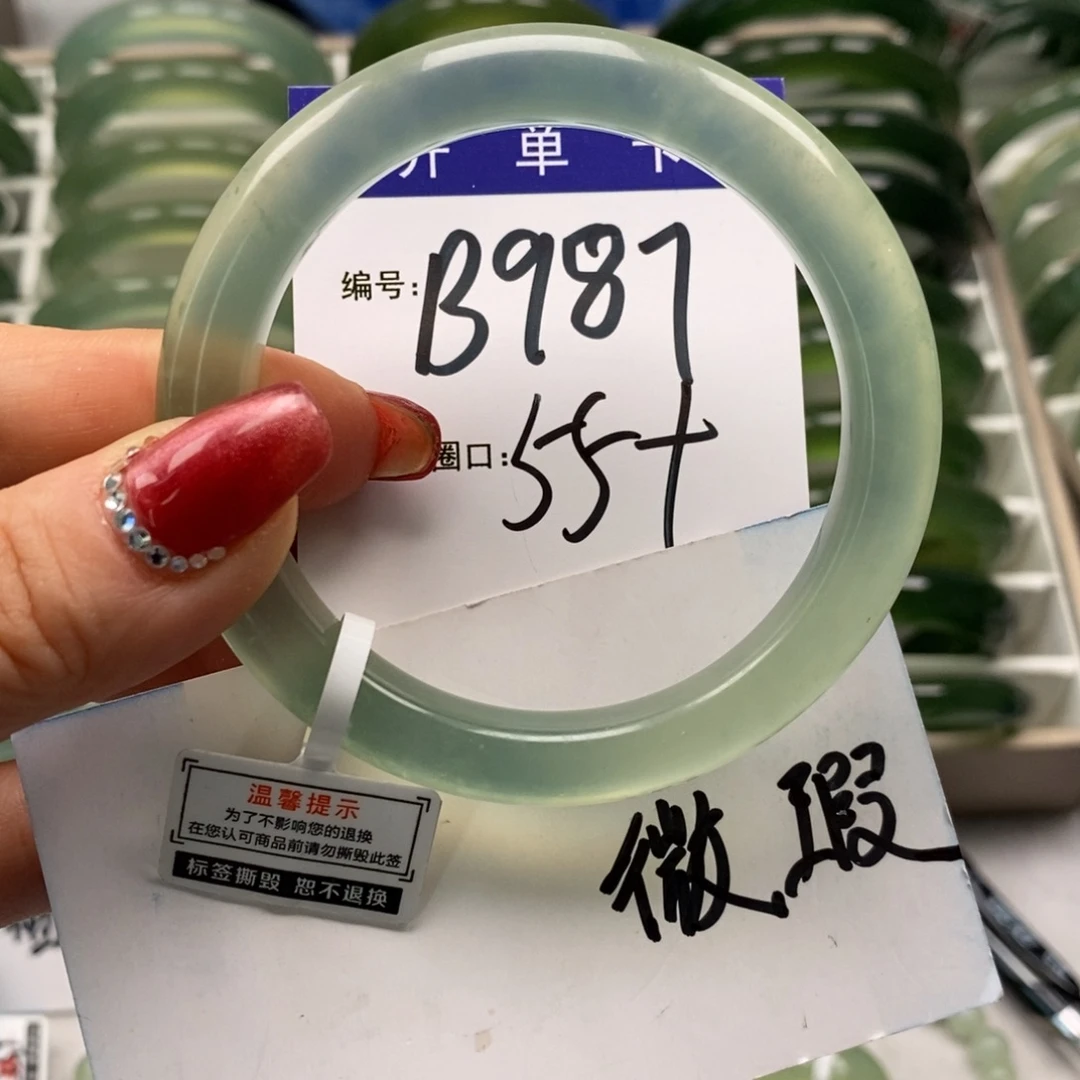 开单卡
编号:B987
圈口:55+
温馨提示
为了不影响您的退换
在您认可商品前请勿撕毁此签
标签撕毁 恕不退换
微瑕